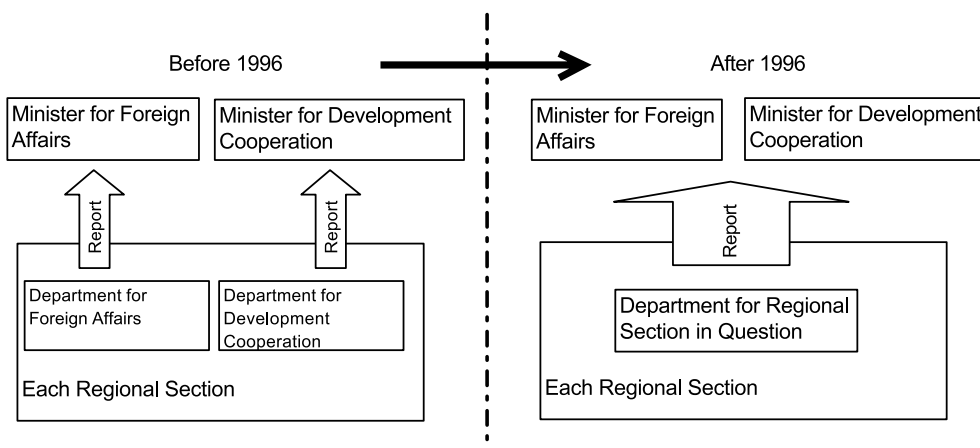 Before 1996
After 1996
Minister for Foreign
Affairs
Minister for Development
Cooperation
Minister for Foreign
Affairs
Minister for Development
Cooperation
Report
Report
Report
Department for
Foreign Affairs
Department for
Development
Cooperation
Department for Regional
Section in Question
Each Regional Section
Each Regional Section